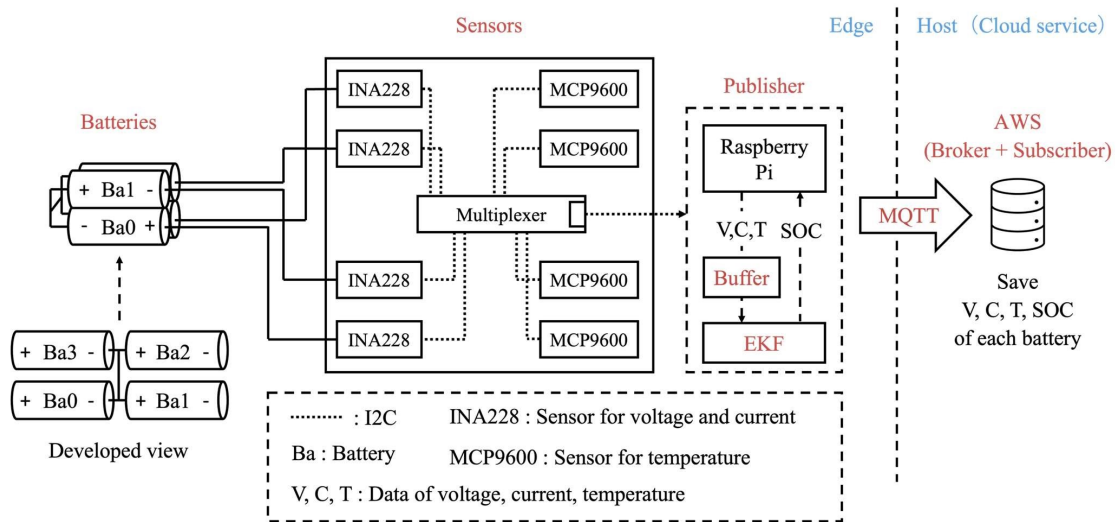 Sensors
Edge
Host（Cloud service）
Batteries
+ Ba1 -
- Ba0 +
+ Ba3 -
+ Ba2 -
+ Ba0 -
+ Ba1 -
Developed view
INA228
INA228
INA228
INA228
MCP9600
MCP9600
MCP9600
MCP9600
Multiplexer
Publisher
Raspberry
Pi
V,C,T
SOC
Buffer
EKF
MQTT
AWS
(Broker + Subscriber)
Save
V, C, T, SOC
of each battery
: I2C
INA228 : Sensor for voltage and current
Ba : Battery
MCP9600 : Sensor for temperature
V, C, T : Data of voltage, current, temperature